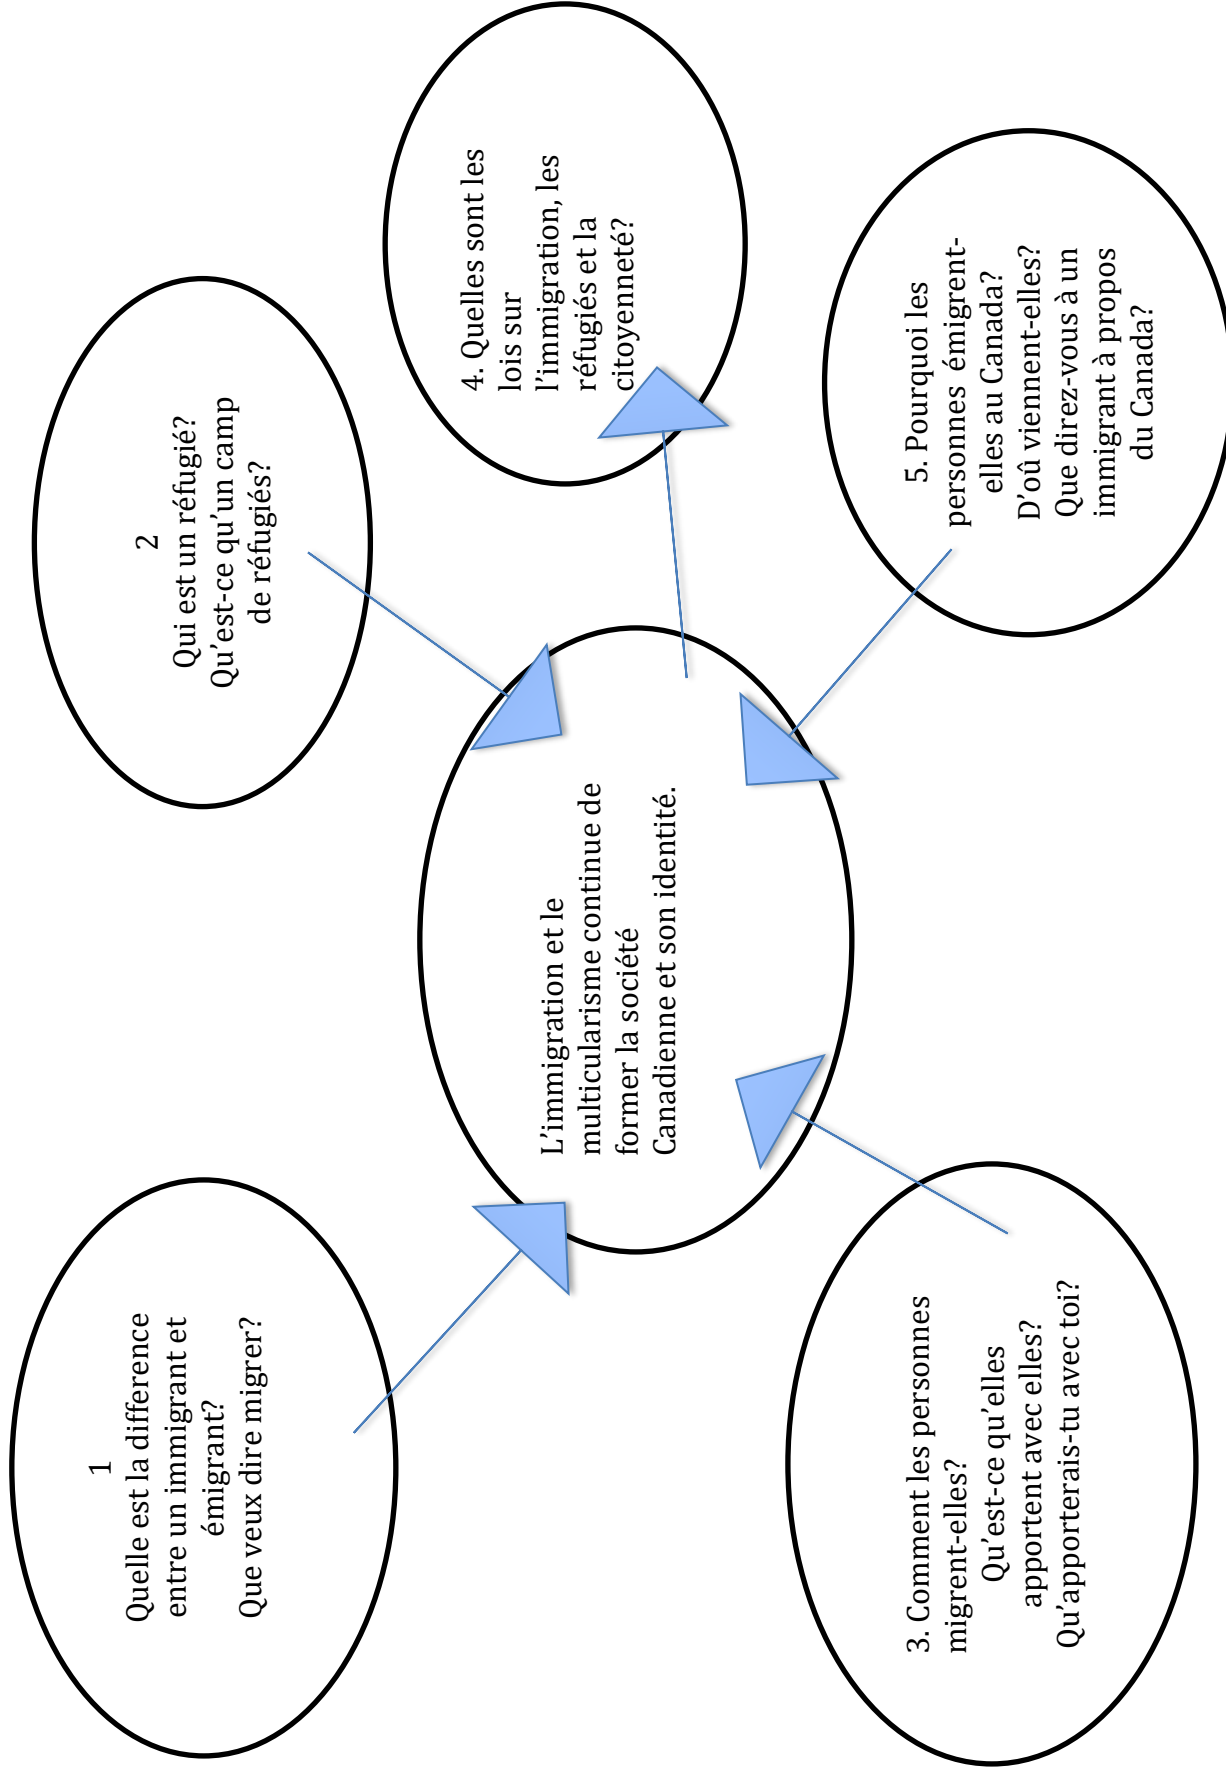 1
Quelle est la difference
entre un immigrant et
émigrant?
Que veux dire migrer?
2
Qui est un réfugié?
Qu'est-ce qu'un camp
de réfugiés?
L'immigration et le
multicularisme continue de
former la société
Canadienne et son identité.
3. Comment les personnes
migrent-elles?
Qu'est-ce qu'elles
apportent avec elles?
Qu'apporterais-tu avec toi?
4. Quelles sont les
lois sur
l'immigration, les
réfugiés et la
citoyenneté?
5. Pourquoi les
personnes émigrent-
elles au Canada?
D'oû viennent-elles?
Que direz-vous à un
immigrant à propos
du Canada?